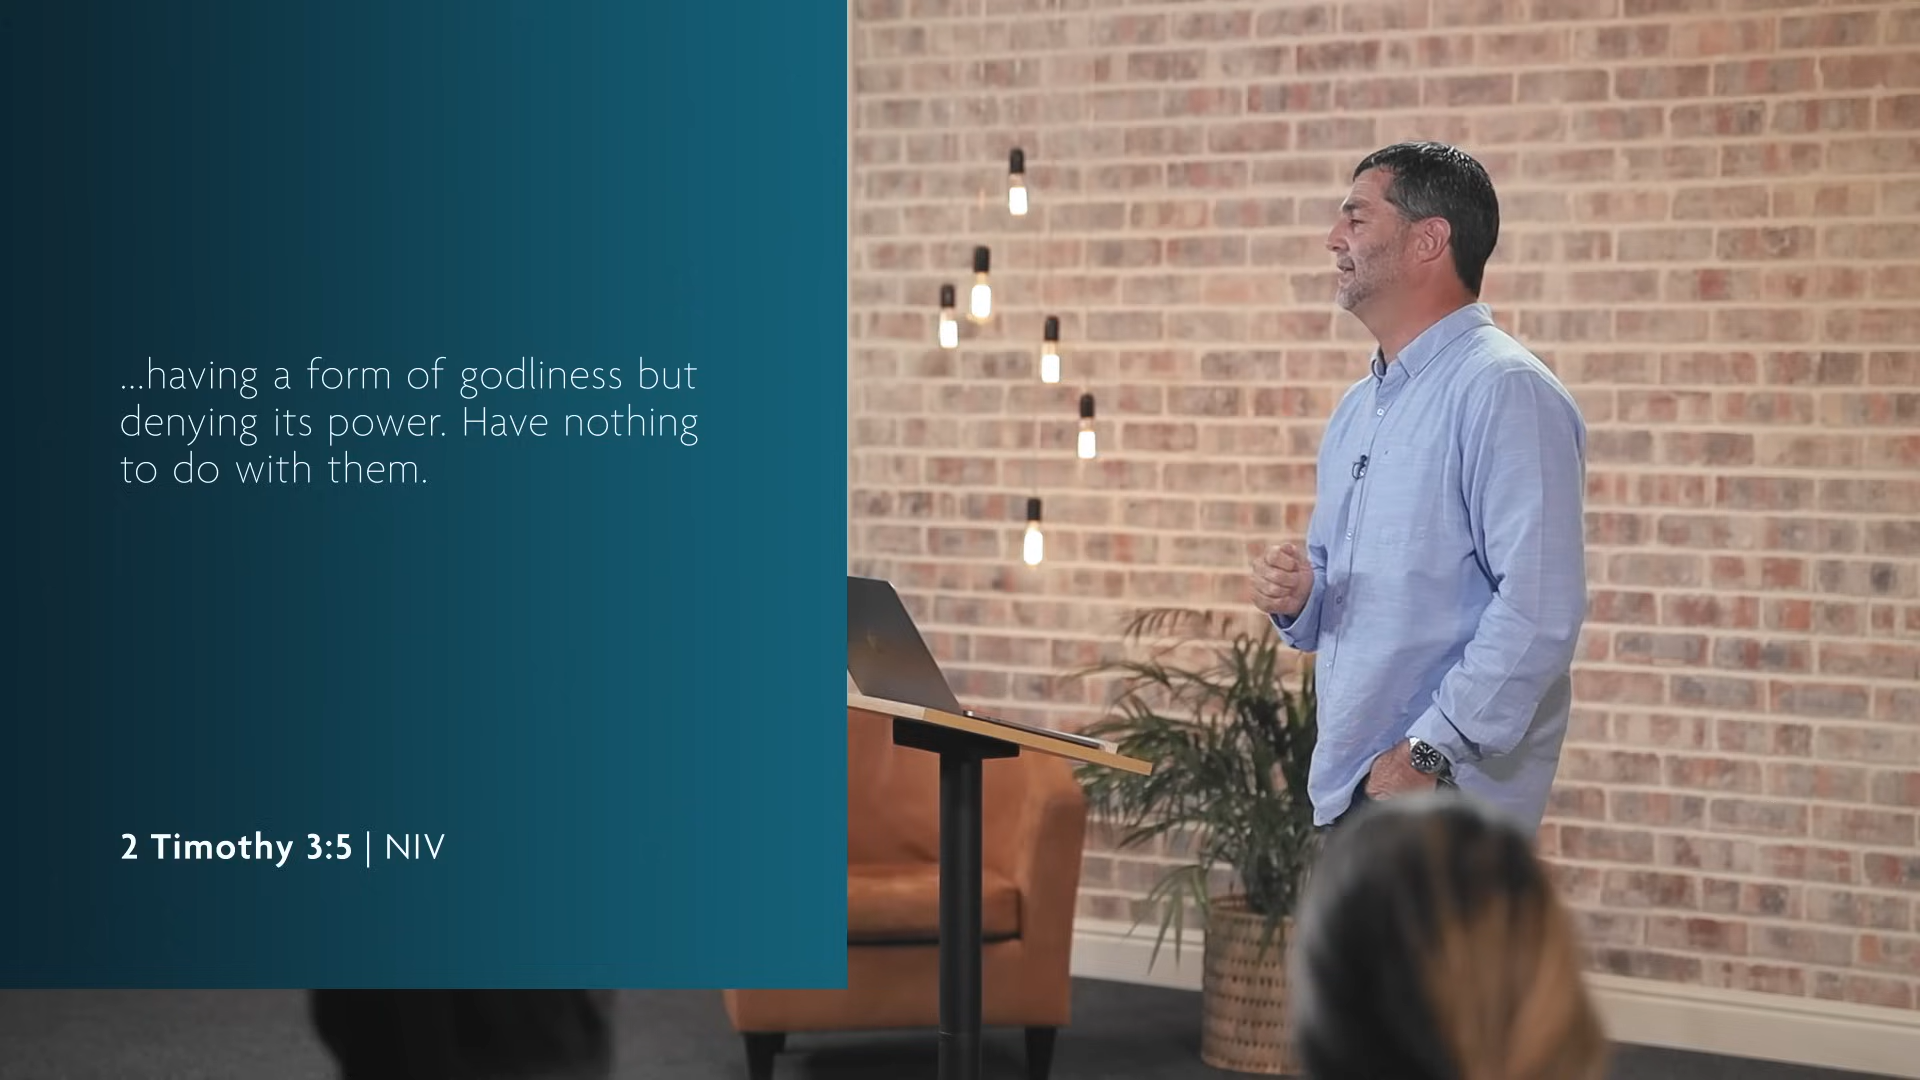 ...having a form of godliness but
denying its power. Have nothing
to do with them.
2 Timothy 3:5 | NIV